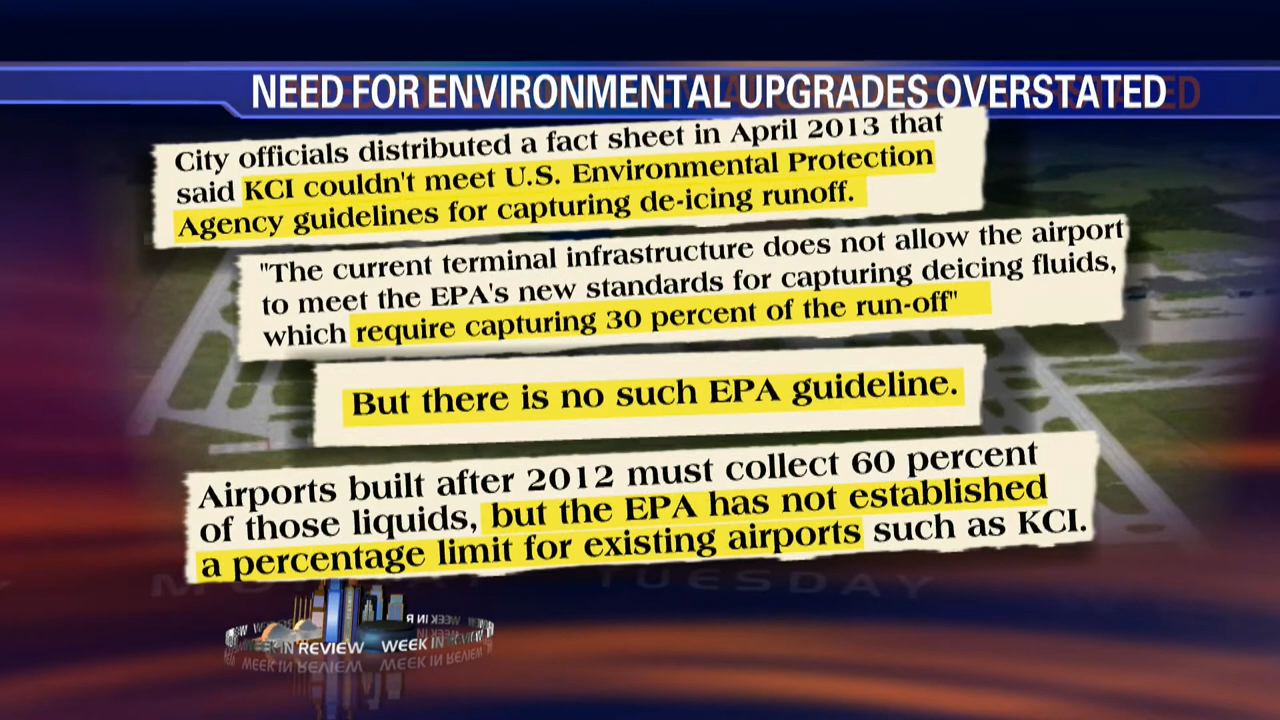 NEED FOR ENVIRONMENTAL UPGRADES OVERSTATED
City officials distributed a fact sheet in April 2013 that
said KCI couldn't meet U.S. Environmental Protection
Agency guidelines for capturing de-icing runoff.
"The current terminal infrastructure does not allow the airport
to meet the EPA's new standards for capturing deicing fluids,
which require capturing 30 percent of the run-off"
But there is no such EPA guideline.
Airports built after 2012 must collect 60 percent
of those liquids, but the EPA has not established
a percentage limit for existing airports such as KCI.
TUESDAY
WEEK IN REVIEW WEEK IN REVIEW